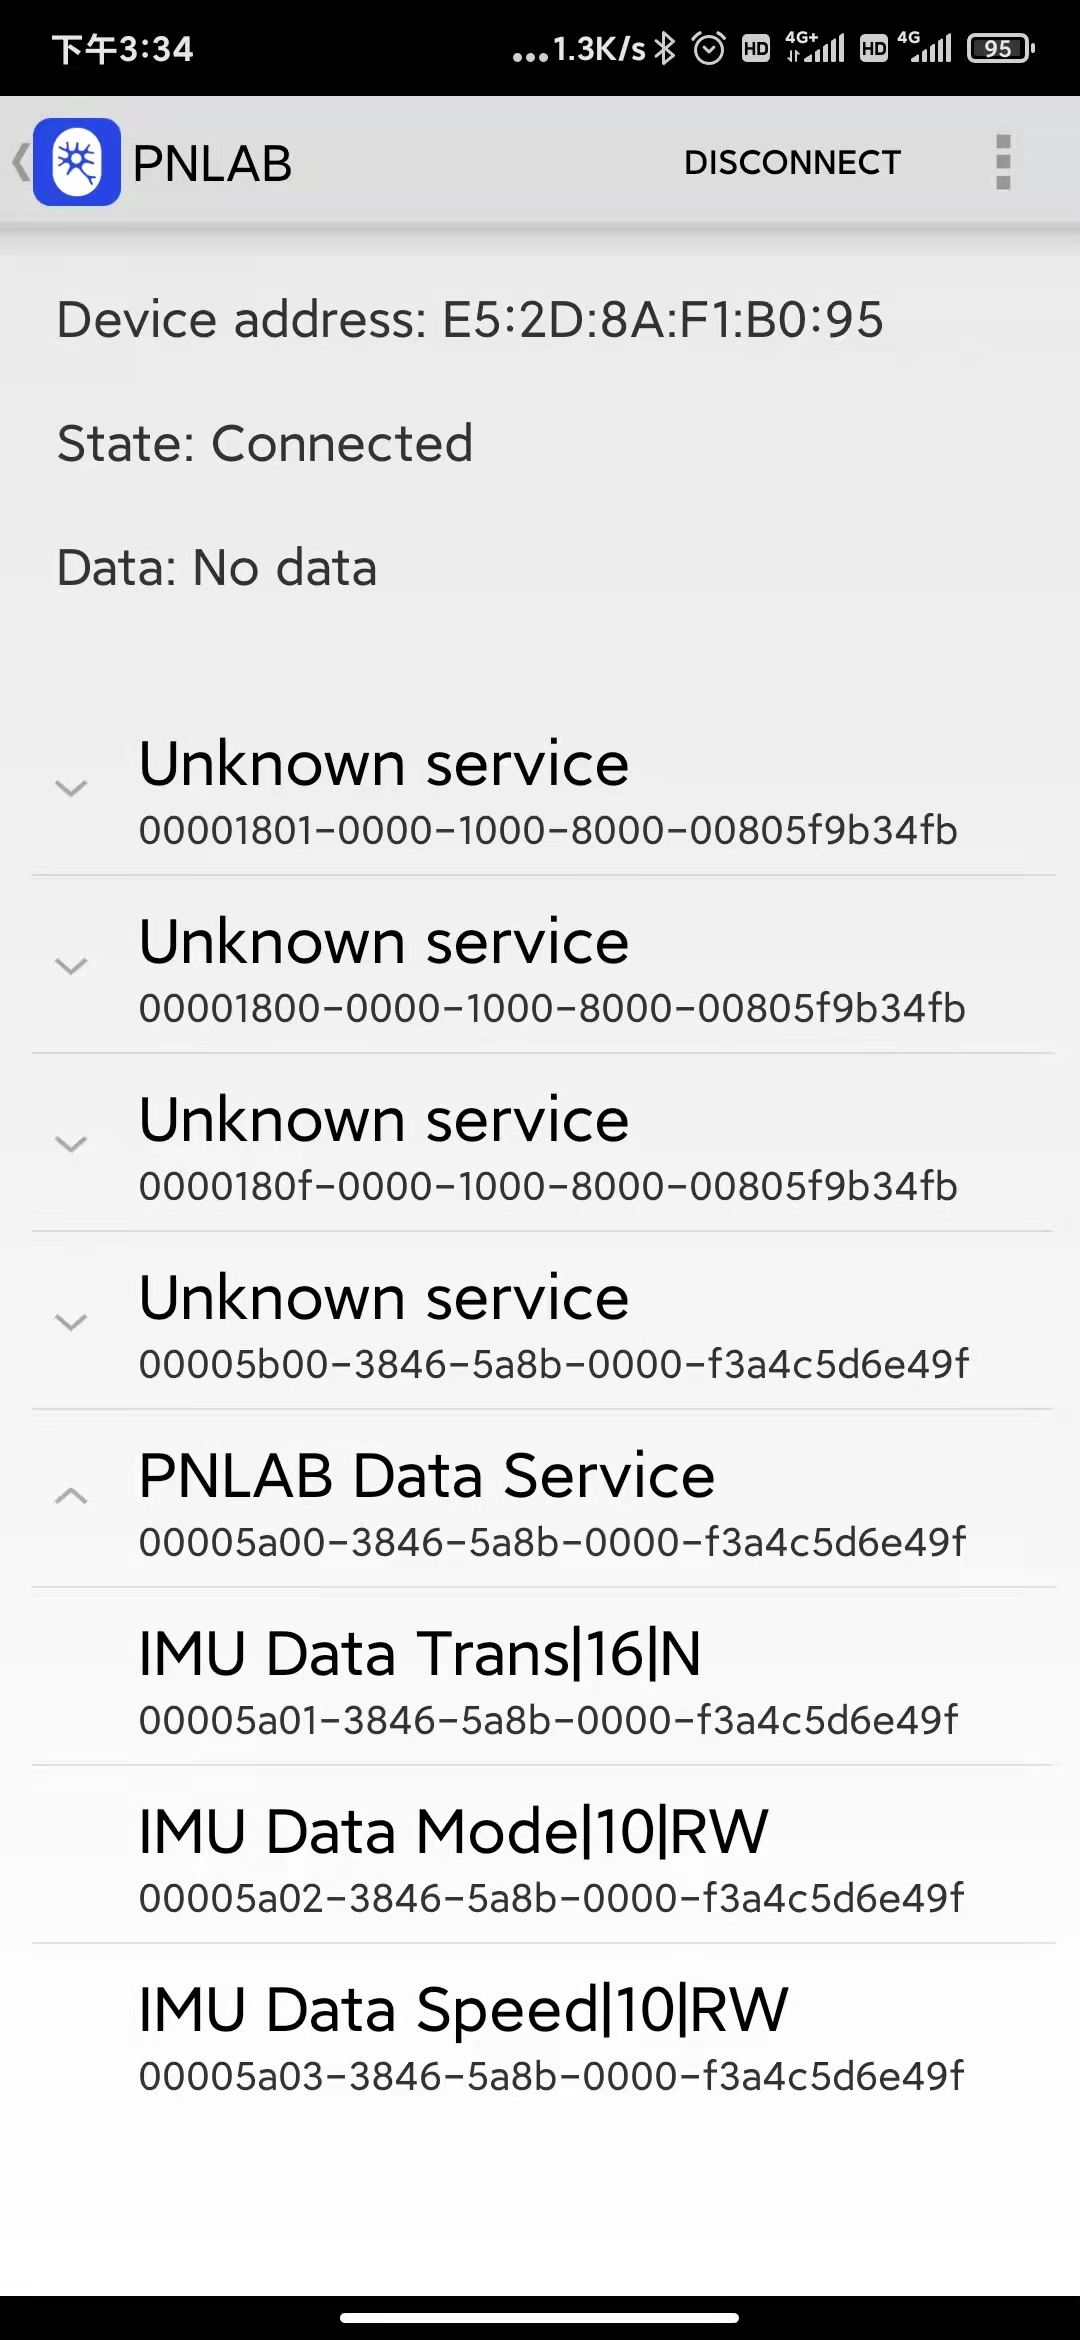 下午3:34
...1.3K/s HD 4G+ HD 4G 95
PNLAB
DISCONNECT
Device address: E5:2D:8A:F1:B0:95
State: Connected
Data: No data
Unknown service
00001801-0000-1000-8000-00805f9b34fb
Unknown service
00001800-0000-1000-8000-00805f9b34fb
Unknown service
0000180f-0000-1000-8000-00805f9b34fb
Unknown service
00005b00-3846-5a8b-0000-f3a4c5d6e49f
PNLAB Data Service
00005a00-3846-5a8b-0000-f3a4c5d6e49f
IMU Data Trans|16|N
00005a01-3846-5a8b-0000-f3a4c5d6e49f
IMU Data Mode|10|RW
00005a02-3846-5a8b-0000-f3a4c5d6e49f
IMU Data Speed|10|RW
00005a03-3846-5a8b-0000-f3a4c5d6e49f